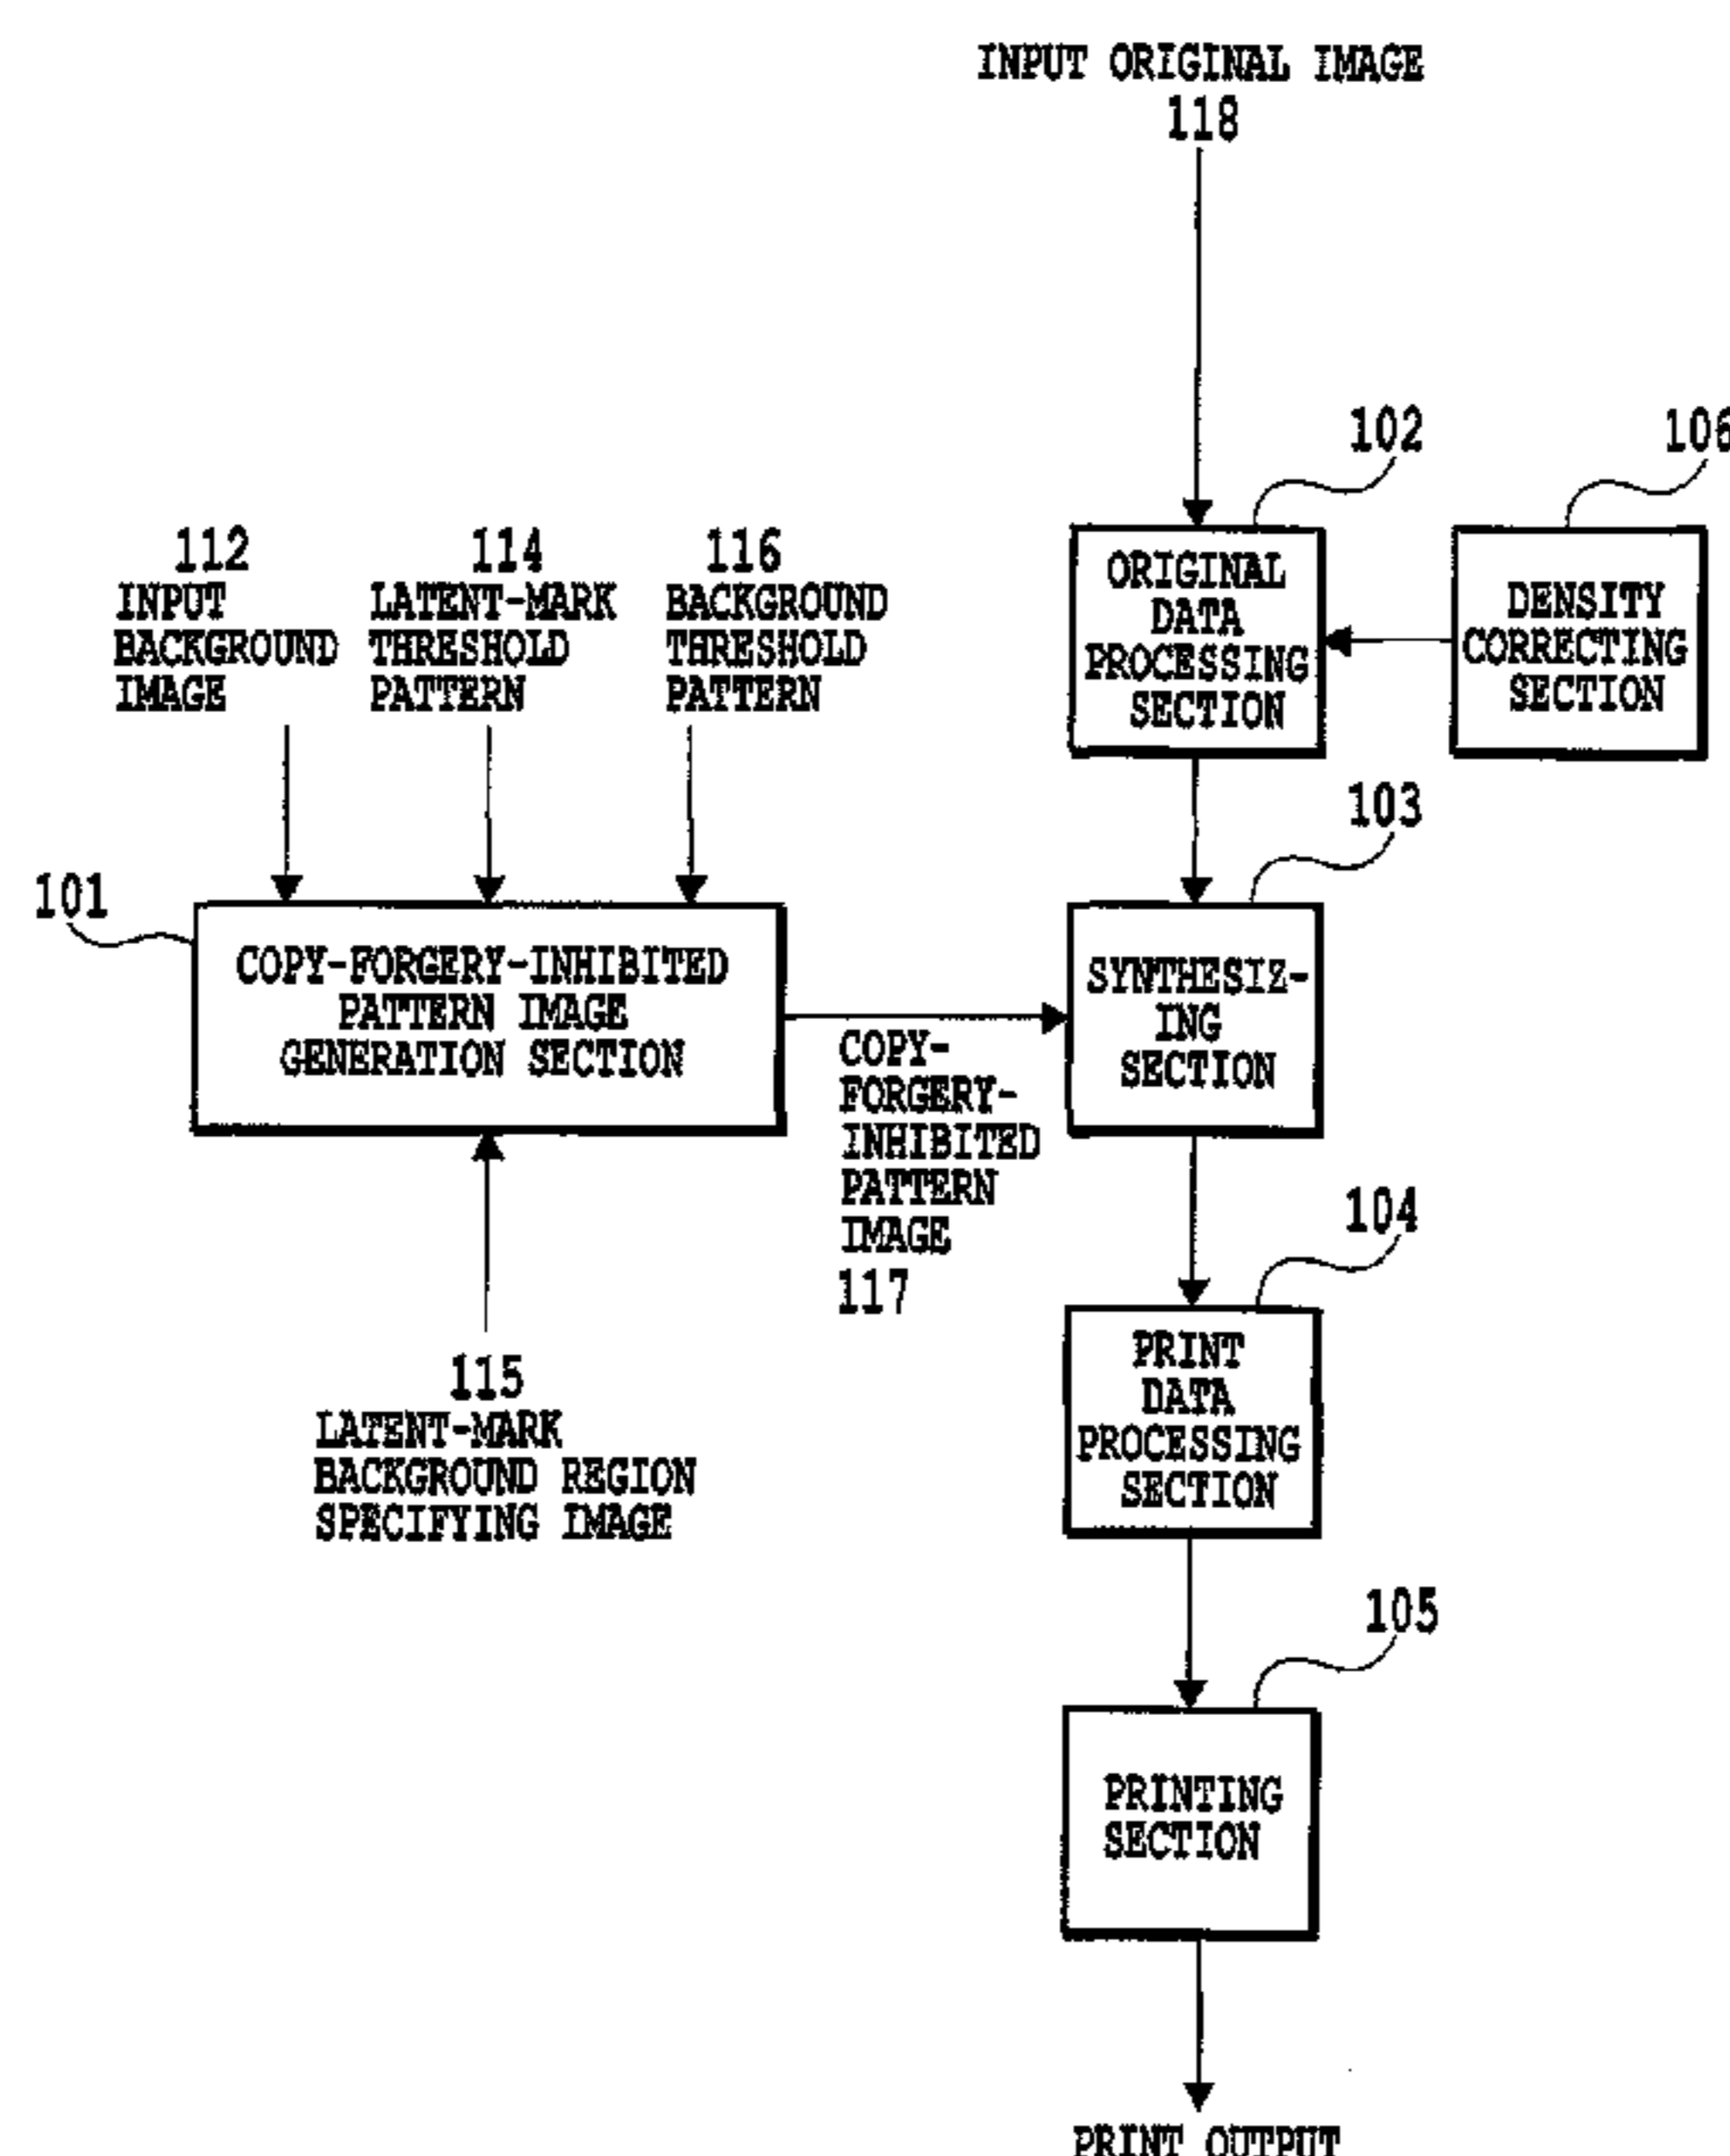 INPUT ORIGINAL IMAGE
118
102
106
ORIGINAL
DATA
PROCESSING
SECTION
DENSITY
CORRECTING
SECTION
112
INPUT
BACKGROUND
IMAGE
114
LATENT-MARK
THRESHOLD
PATTERN
116
BACKGROUND
THRESHOLD
PATTERN
103
101
COPY-FORGERY-INHIBITED
PATTERN IMAGE
GENERATION SECTION
SYNTHESIZ-
ING
SECTION
COPY-
FORGERY-
INHIBITED
PATTERN
IMAGE
117
104
115
LATENT-MARK
BACKGROUND REGION
SPECIFYING IMAGE
PRINT
DATA
PROCESSING
SECTION
105
PRINTING
SECTION
PRINT OUTPUT